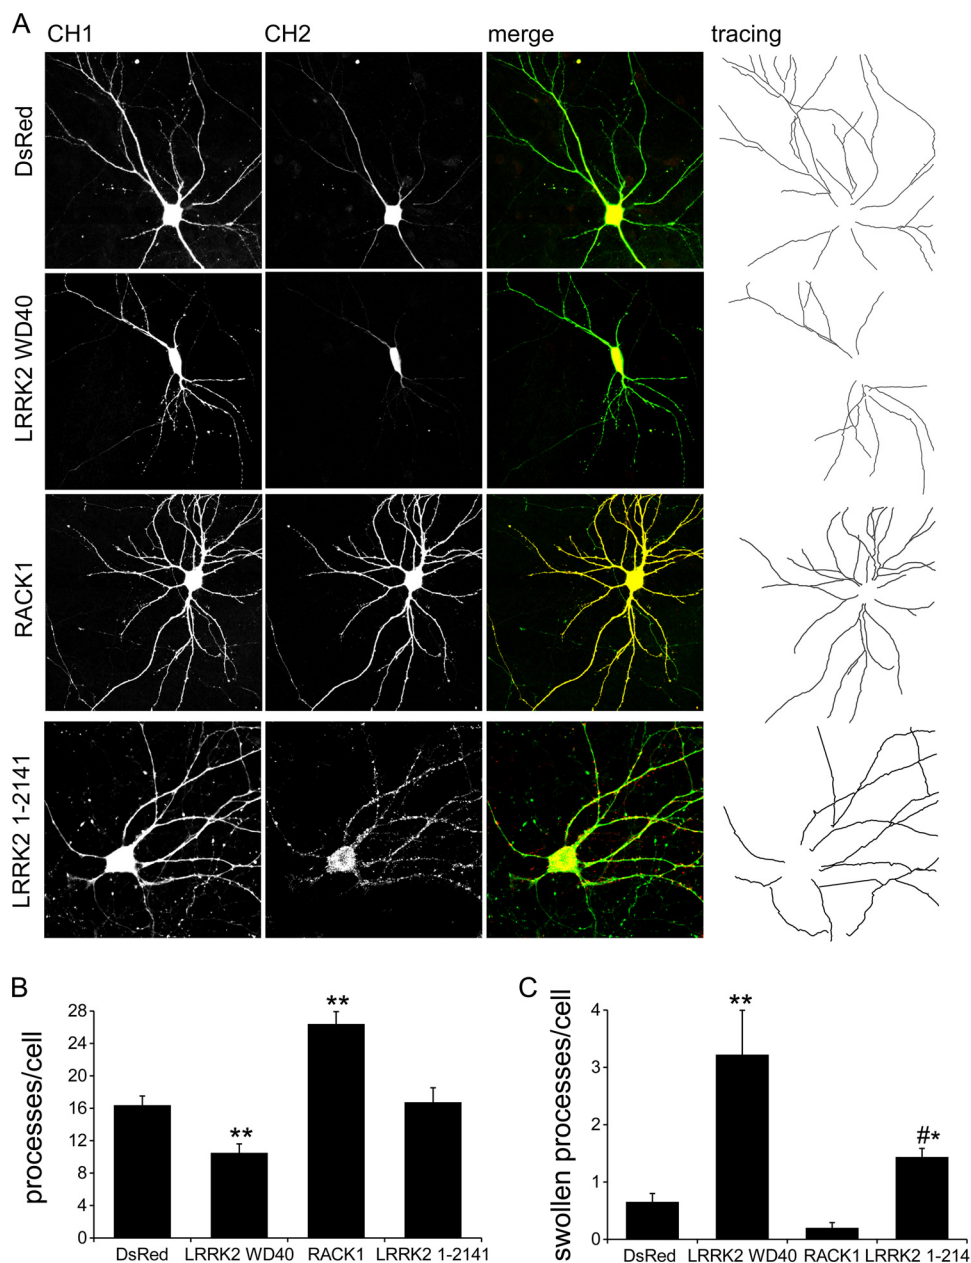 A
CH1 CH2 merge tracing
DsRed
LRRK2 WD40
RACK1
LRRK2 1-2141
B
processes/cell
28
24
20
16
12
8
4
0
**
**
DsRed LRRK2 WD40 RACK1 LRRK2 1-2141
C
swollen processes/cell
4
3
2
1
0
**
#*
DsRed LRRK2 WD40 RACK1 LRRK2 1-214